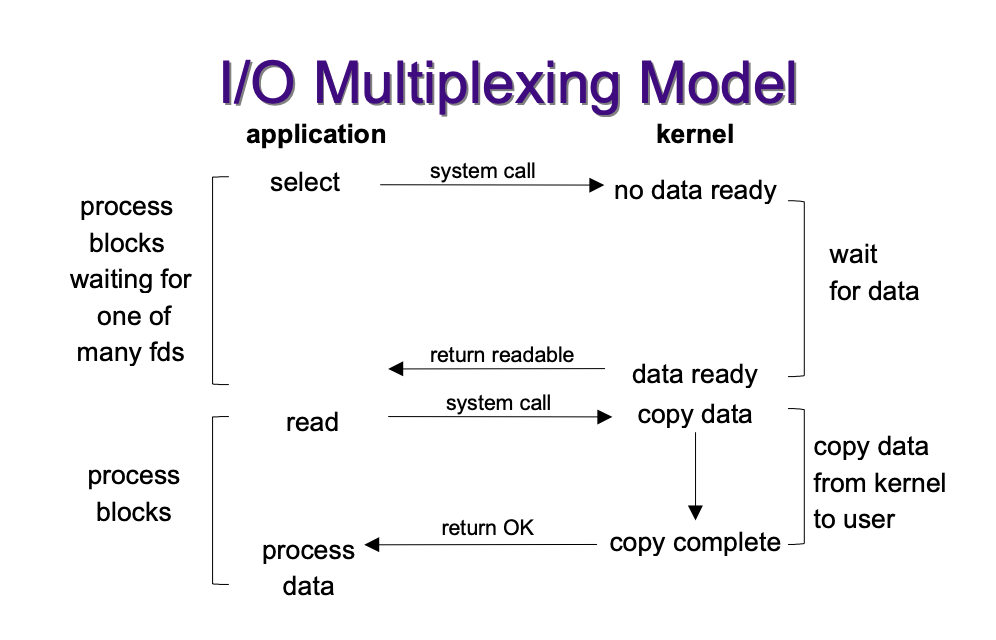 I/O Multiplexing Model
application
kernel
select
system call
no data ready
process
blocks
waiting for
one of
many fds
wait
for data
return readable
data ready
read
system call
copy data
process
blocks
copy data
from kernel
to user
return OK
copy complete
process
data